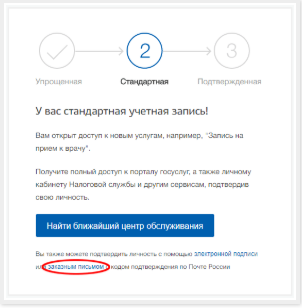 2
3
Упрощенная
Стандартная
Подтвержденная
У вас стандартная учетная запись!
Вам открыт доступ к новым услугам, например, "Запись на
прием к врачу".
Получите полный доступ к порталу госуслуг, а также личному
кабинету Налоговой службы и другим сервисам, подтвердив
свою личность.
Найти ближайший центр обслуживания
Вы также можете подтвердить личность с помощью электронной подписи
или заказным письмом с кодом подтверждения по Почте России